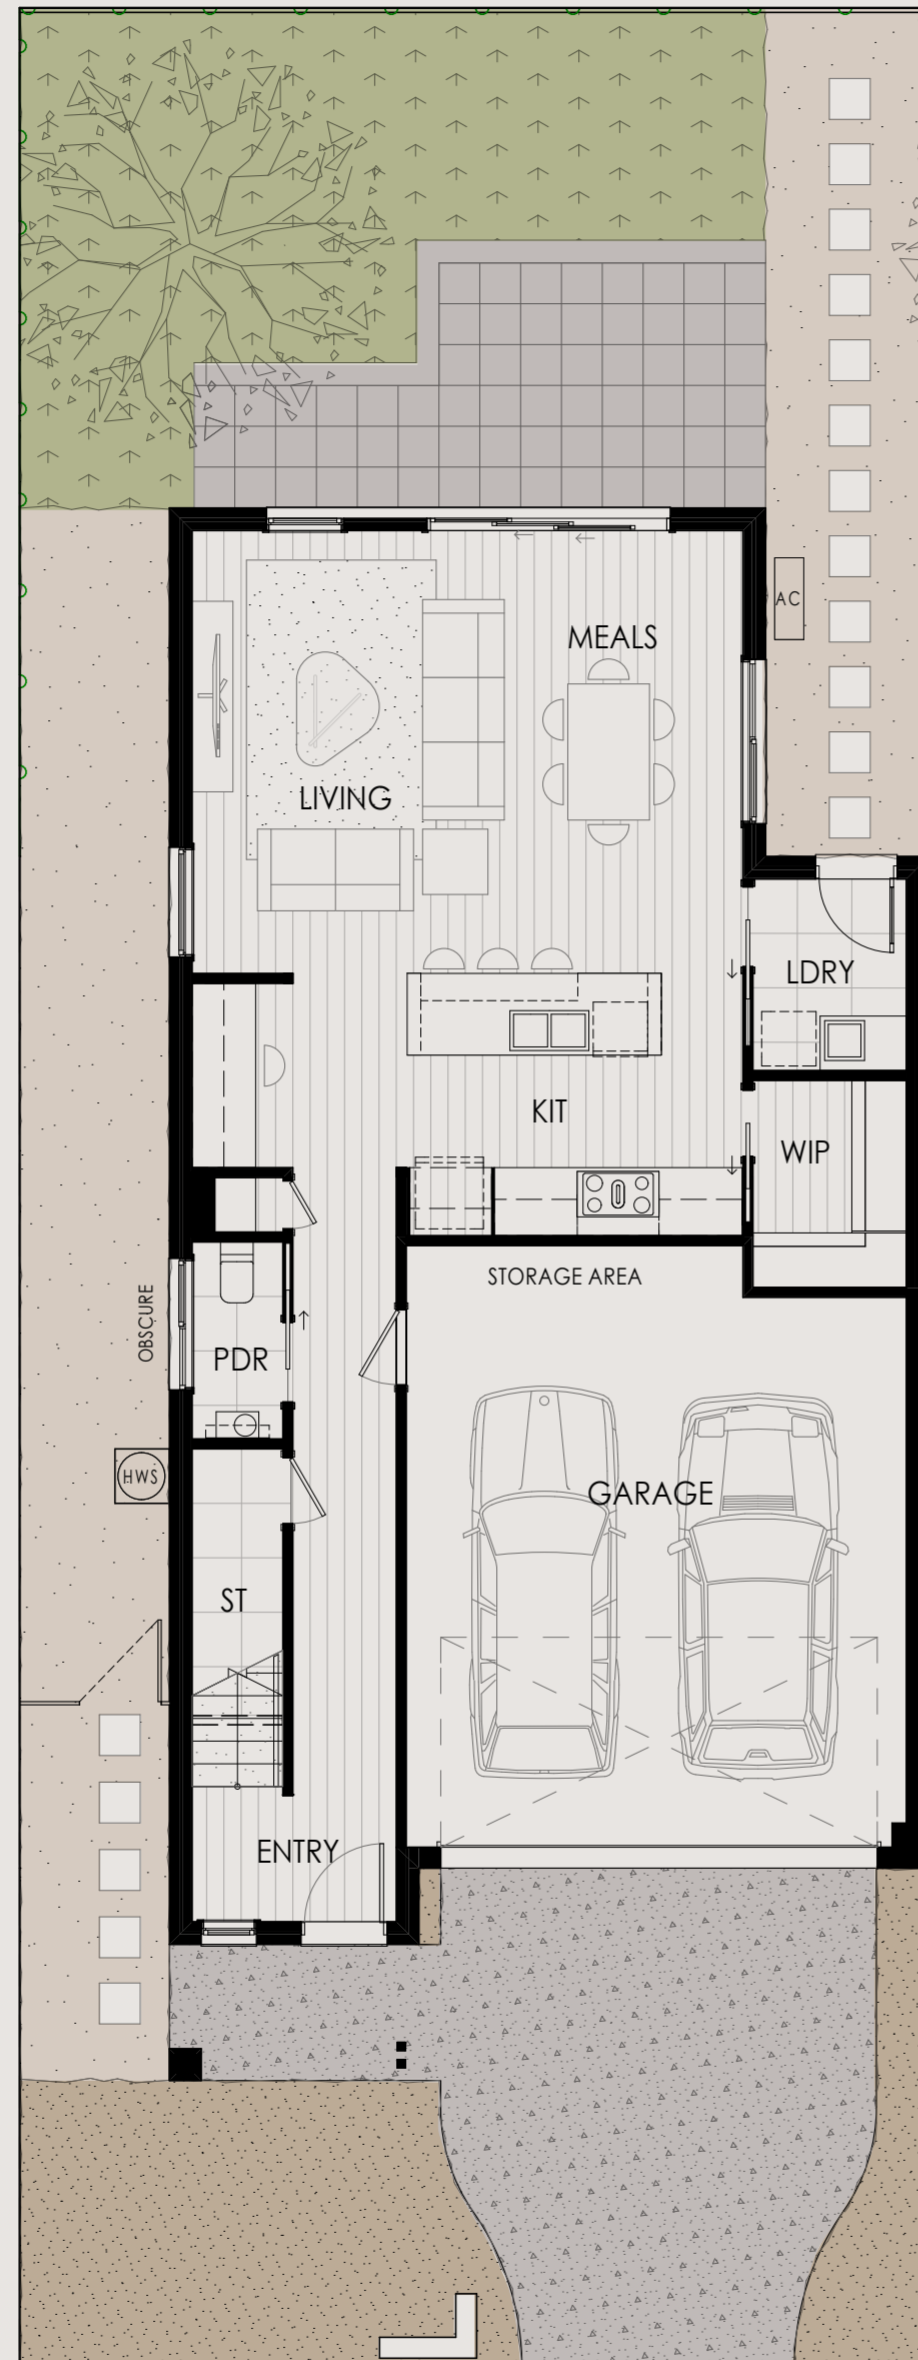 AC
MEALS
LIVING
LDRY
KIT
WIP
STORAGE AREA
OBSCURE
PDR
HWS
GARAGE
ST
ENTRY